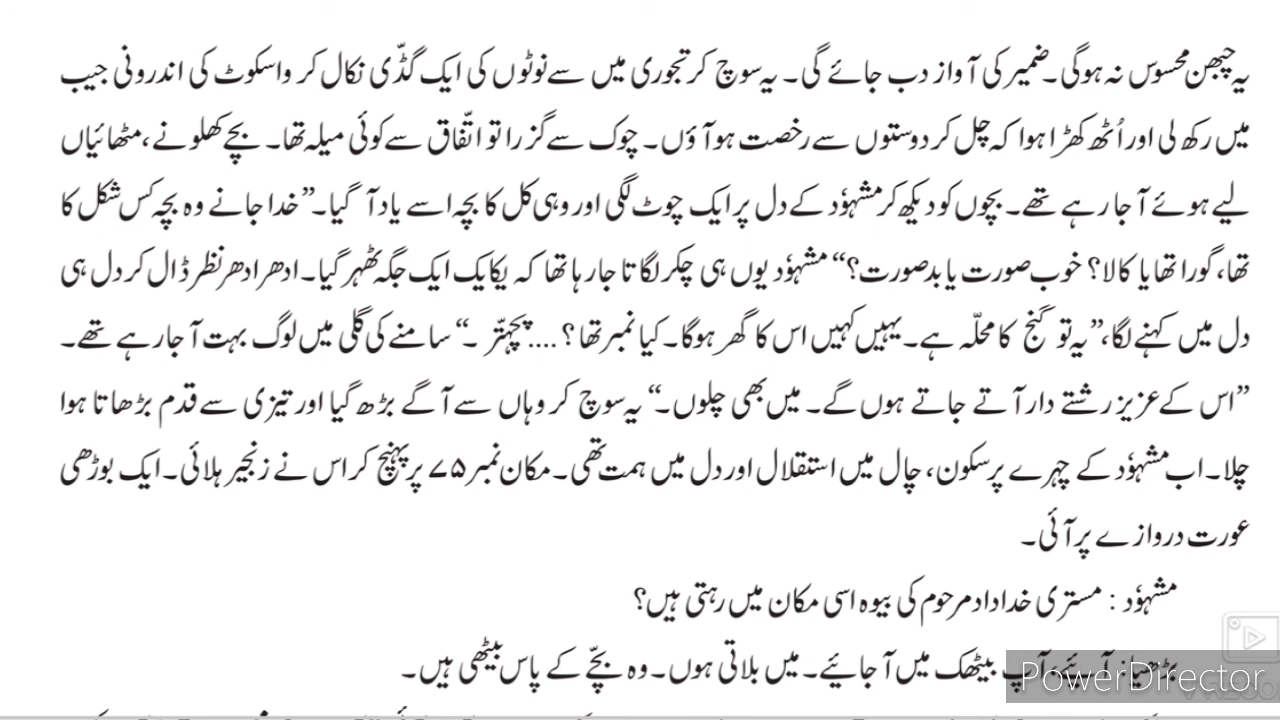 یہ چبھن محسوس نہ ہوگی۔ ضمیر کی آواز دب جائے گی۔ یہ سوچ کر تجوری میں سے نوٹوں کی ایک گڈّی نکال کر واسکوٹ کی اندرونی جیب
میں رکھ لی اور اُٹھ کھڑا ہوا کہ چل کر دوستوں سے رخصت ہو آؤں۔ چوک سے گزرا تو اتّفاق سے کوئی میلہ تھا۔ بچے کھلونے، مٹھائیاں
لیے ہوئے آ جا رہے تھے۔ بچوں کو دیکھ کر مشہوٗد کے دل پر ایک چوٹ لگی اور وہی کل کا بچہ اسے یاد آ گیا۔ ”خدا جانے وہ بچہ کس شکل کا
تھا، گورا تھا یا کالا؟ خوب صورت یا بدصورت؟“ مشہوٗد یوں ہی چکر لگاتا جا رہا تھا کہ یکایک ایک جگہ ٹھہر گیا۔ ادھر ادھر نظر ڈال کر دل ہی
دل میں کہنے لگا، ”یہ تو گنج کا محلّہ ہے۔ یہیں کہیں اس کا گھر ہوگا۔ کیا نمبر تھا؟ .... پچہتّر ۔“ سامنے کی گلی میں لوگ بہت آ جا رہے تھے۔
”اس کے عزیز رشتے دار آتے جاتے ہوں گے۔ میں بھی چلوں۔“ یہ سوچ کر وہاں سے آگے بڑھ گیا اور تیزی سے قدم بڑھاتا ہوا
چلا۔ اب مشہوٗد کے چہرے پر سکون، چال میں استقلال اور دل میں ہمت تھی۔ مکان نمبر ۷۵ پر پہنچ کر اس نے زنجیر ہلائی۔ ایک بوڑھی
عورت دروازے پر آئی۔
مشہوٗد : مستری خداداد مرحوم کی بیوہ اسی مکان میں رہتی ہیں؟
بڑھیا: آیئے، آپ بیٹھک میں آ جائیے۔ میں بلاتی ہوں۔ وہ بچّے کے پاس بیٹھی ہیں۔
PowerDirector